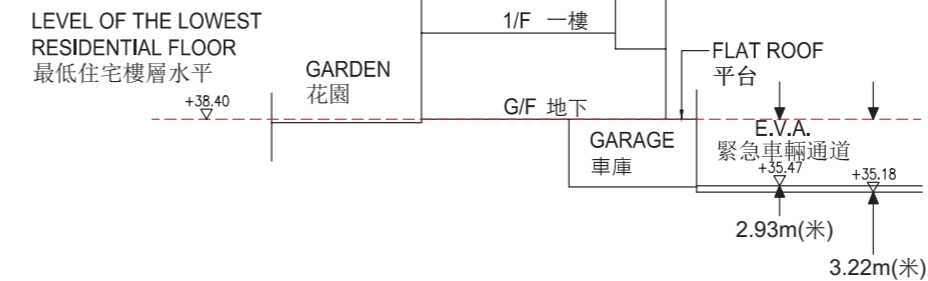 LEVEL OF THE LOWEST
RESIDENTIAL FLOOR
最低住宅樓層水平
+38.40
GARDEN
花園
1/F 一樓
G/F 地下
FLAT ROOF
平台
GARAGE
車庫
E.V.A.
緊急車輛通道
+35.47
+35.18
2.93m(米)
3.22m(米)